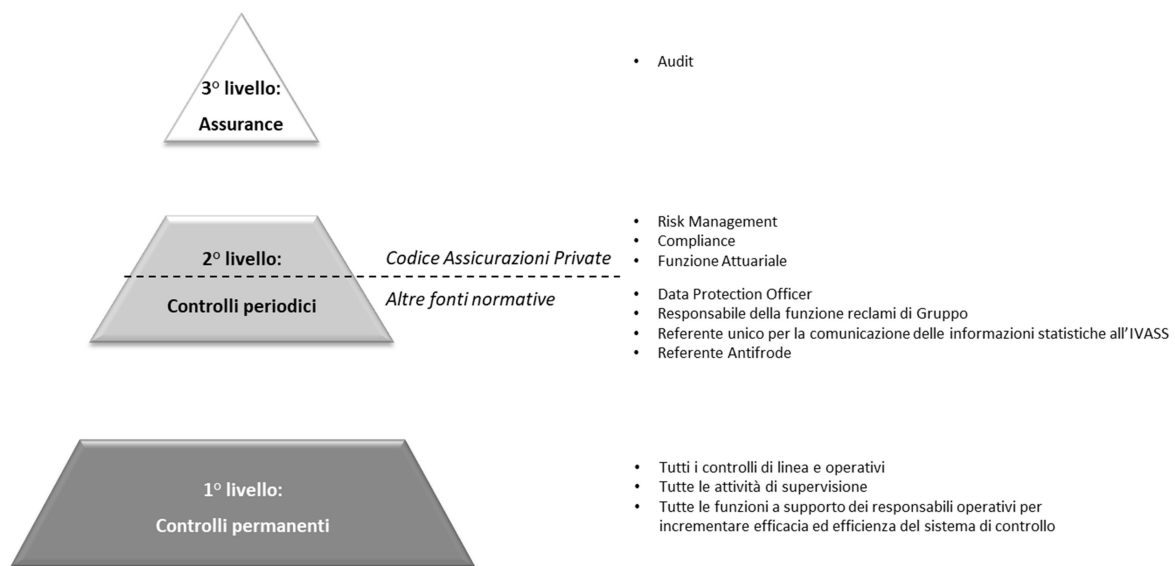 3° livello:
Assurance
• Audit
2° livello:
Controlli periodici
Codice Assicurazioni Private
Altre fonti normative
• Risk Management
• Compliance
• Funzione Attuariale
• Data Protection Officer
• Responsabile della funzione reclami di Gruppo
• Referente unico per la comunicazione delle informazioni statistiche all'IVASS
• Referente Antifrode
1° livello:
Controlli permanenti
• Tutti i controlli di linea e operativi
• Tutte le attività di supervisione
• Tutte le funzioni a supporto dei responsabili operativi per
incrementare efficacia ed efficienza del sistema di controllo